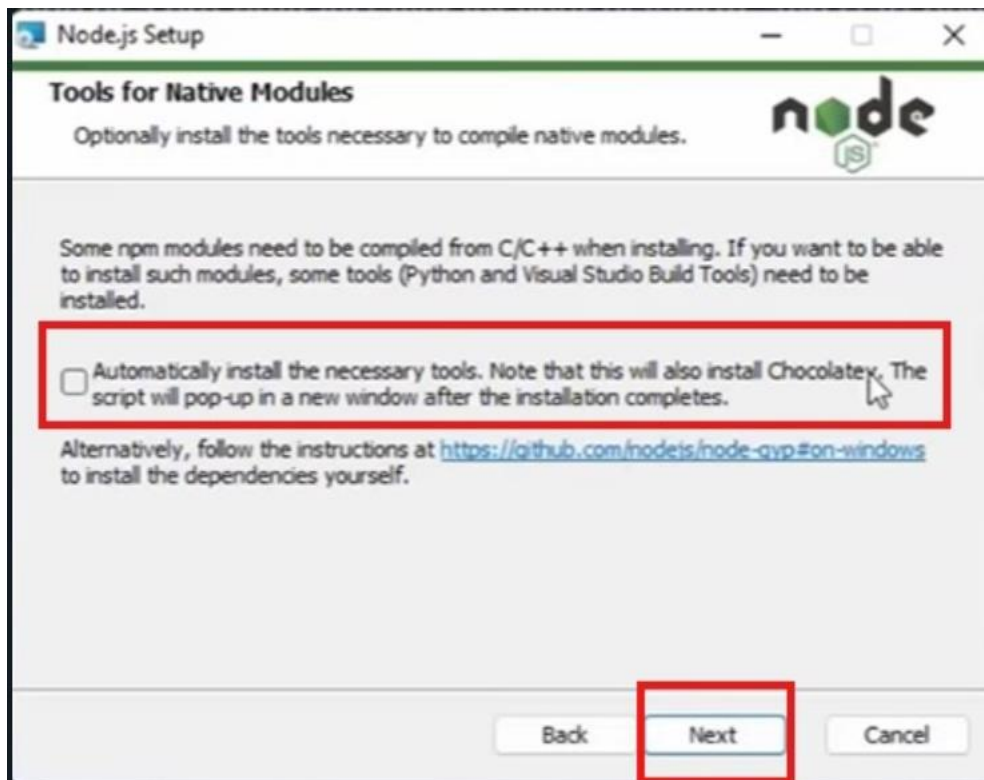 Node.js Setup
Tools for Native Modules
Optionally install the tools necessary to compile native modules.
node
JS
Some npm modules need to be compiled from C/C++ when installing. If you want to be able
to install such modules, some tools (Python and Visual Studio Build Tools) need to be
installed.
Automatically install the necessary tools. Note that this will also install Chocolatey. The
script will pop-up in a new window after the installation completes.
Alternatively, follow the instructions at https://github.com/nodejs/node-gyp#on-windows
to install the dependencies yourself.
Back
Next
Cancel